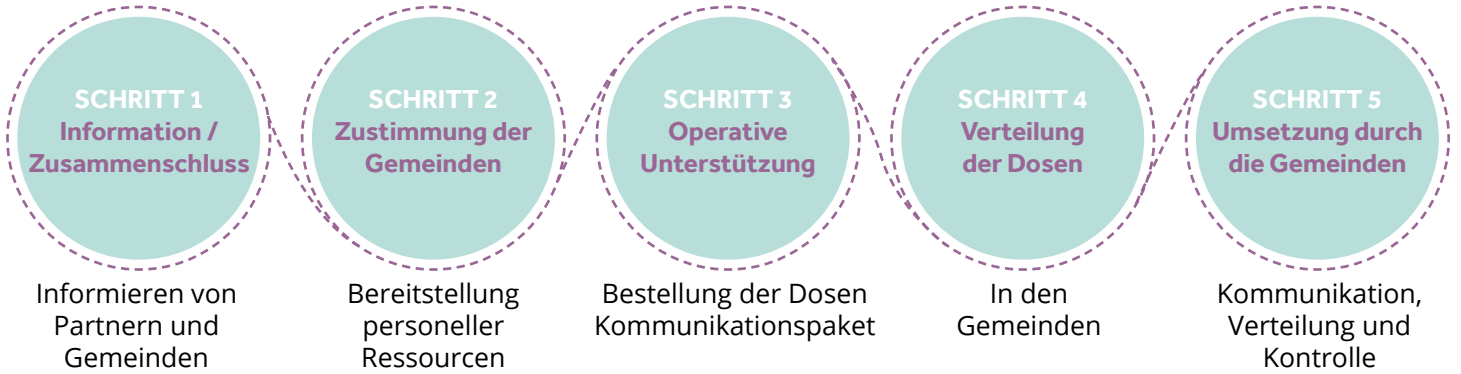 SCHRITT 1
Information /
Zusammenschluss
Informieren von
Partnern und
Gemeinden
SCHRITT 2
Zustimmung der
Gemeinden
Bereitstellung
personeller
Ressourcen
SCHRITT 3
Operative
Unterstützung
Bestellung der Dosen
Kommunikationspaket
SCHRITT 4
Verteilung
der Dosen
In den
Gemeinden
SCHRITT 5
Umsetzung durch
die Gemeinden
Kommunikation,
Verteilung und
Kontrolle